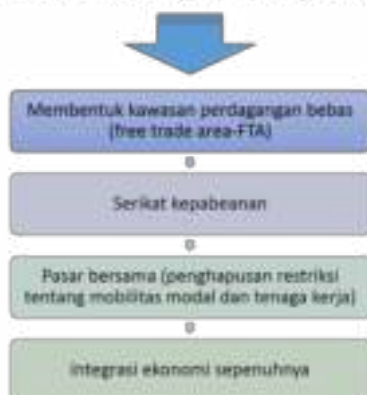 Membentuk kawasan perdagangan bebas
(free trade area-FTA)
Serikat kepabeanan
Pasar bersama (penghapusan restriksi
tentang mobilitas modal dan tenaga kerja)
Integrasi ekonomi sepenuhnya